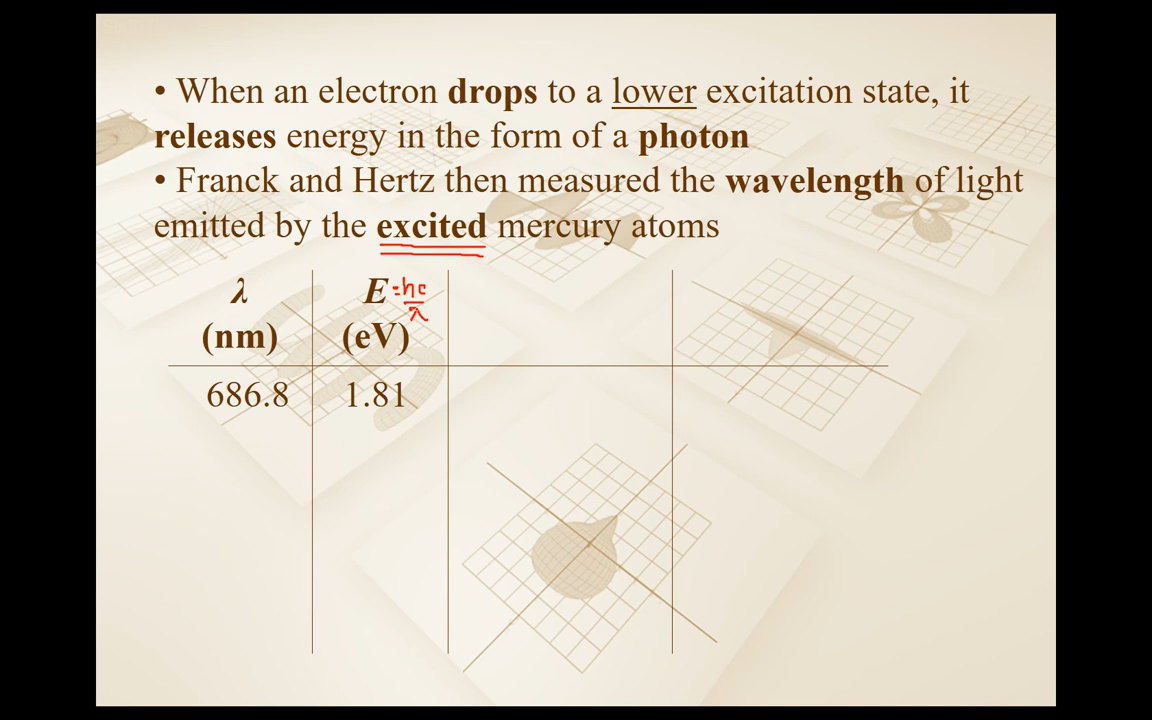 • When an electron drops to a lower excitation state, it
releases energy in the form of a photon
• Franck and Hertz then measured the wavelength of light
emitted by the excited mercury atoms
λ E = hc/λ
(nm) (eV)
686.8 1.81